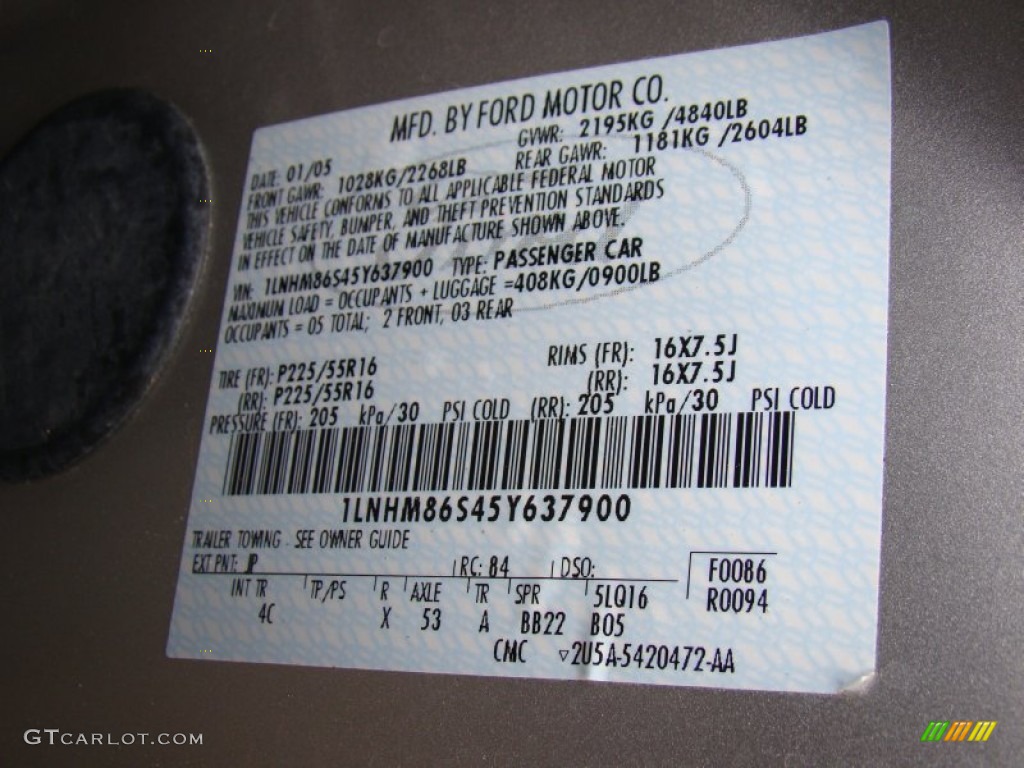 MFD. BY FORD MOTOR CO.
DATE: 01/05 GVWR: 2195KG /4840LB
FRONT GAWR: 1028KG/2268LB REAR GAWR: 1181KG /2604LB
THIS VEHICLE CONFORMS TO ALL APPLICABLE FEDERAL MOTOR
VEHICLE SAFETY, BUMPER, AND THEFT PREVENTION STANDARDS
IN EFFECT ON THE DATE OF MANUFACTURE SHOWN ABOVE.
VIN: 1LNHM86S45Y637900 TYPE: PASSENGER CAR
MAXIMUM LOAD = OCCUPANTS + LUGGAGE =408KG/0900LB
OCCUPANTS = 05 TOTAL; 2 FRONT, 03 REAR
TIRE (FR): P225/55R16 RIMS (FR): 16X7.5J
(RR): P225/55R16 (RR): 16X7.5J
PRESSURE (FR): 205 kPa/30 PSI COLD (RR): 205 kPa/30 PSI COLD
1LNHM86S45Y637900
TRAILER TOWING - SEE OWNER GUIDE
EXT PNT: JP RC: 84 DSO: F0086
INT TR TP/PS R AXLE TR SPR 5LQ16 R0094
4C X 53 A BB22 B05
CMC ▽2U5A-5420472-AA
GTCARLOT.COM